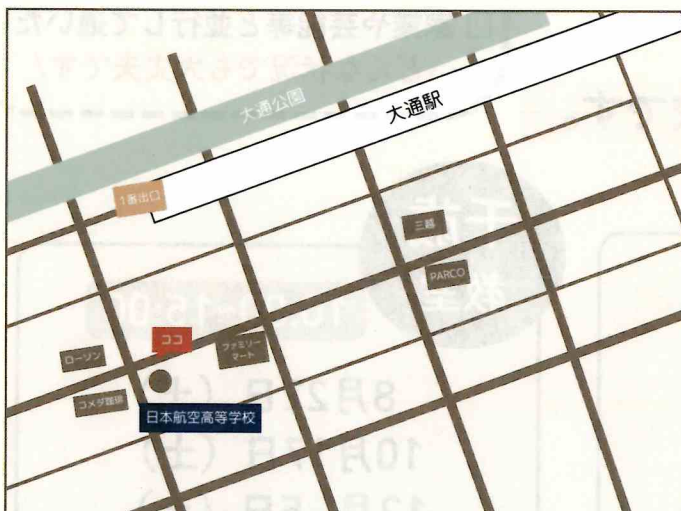 大通公園
大通駅
1番出口
三越
PARCO
ココ
ファミリー
マート
ローソン
コメダ珈琲
日本航空高等学校